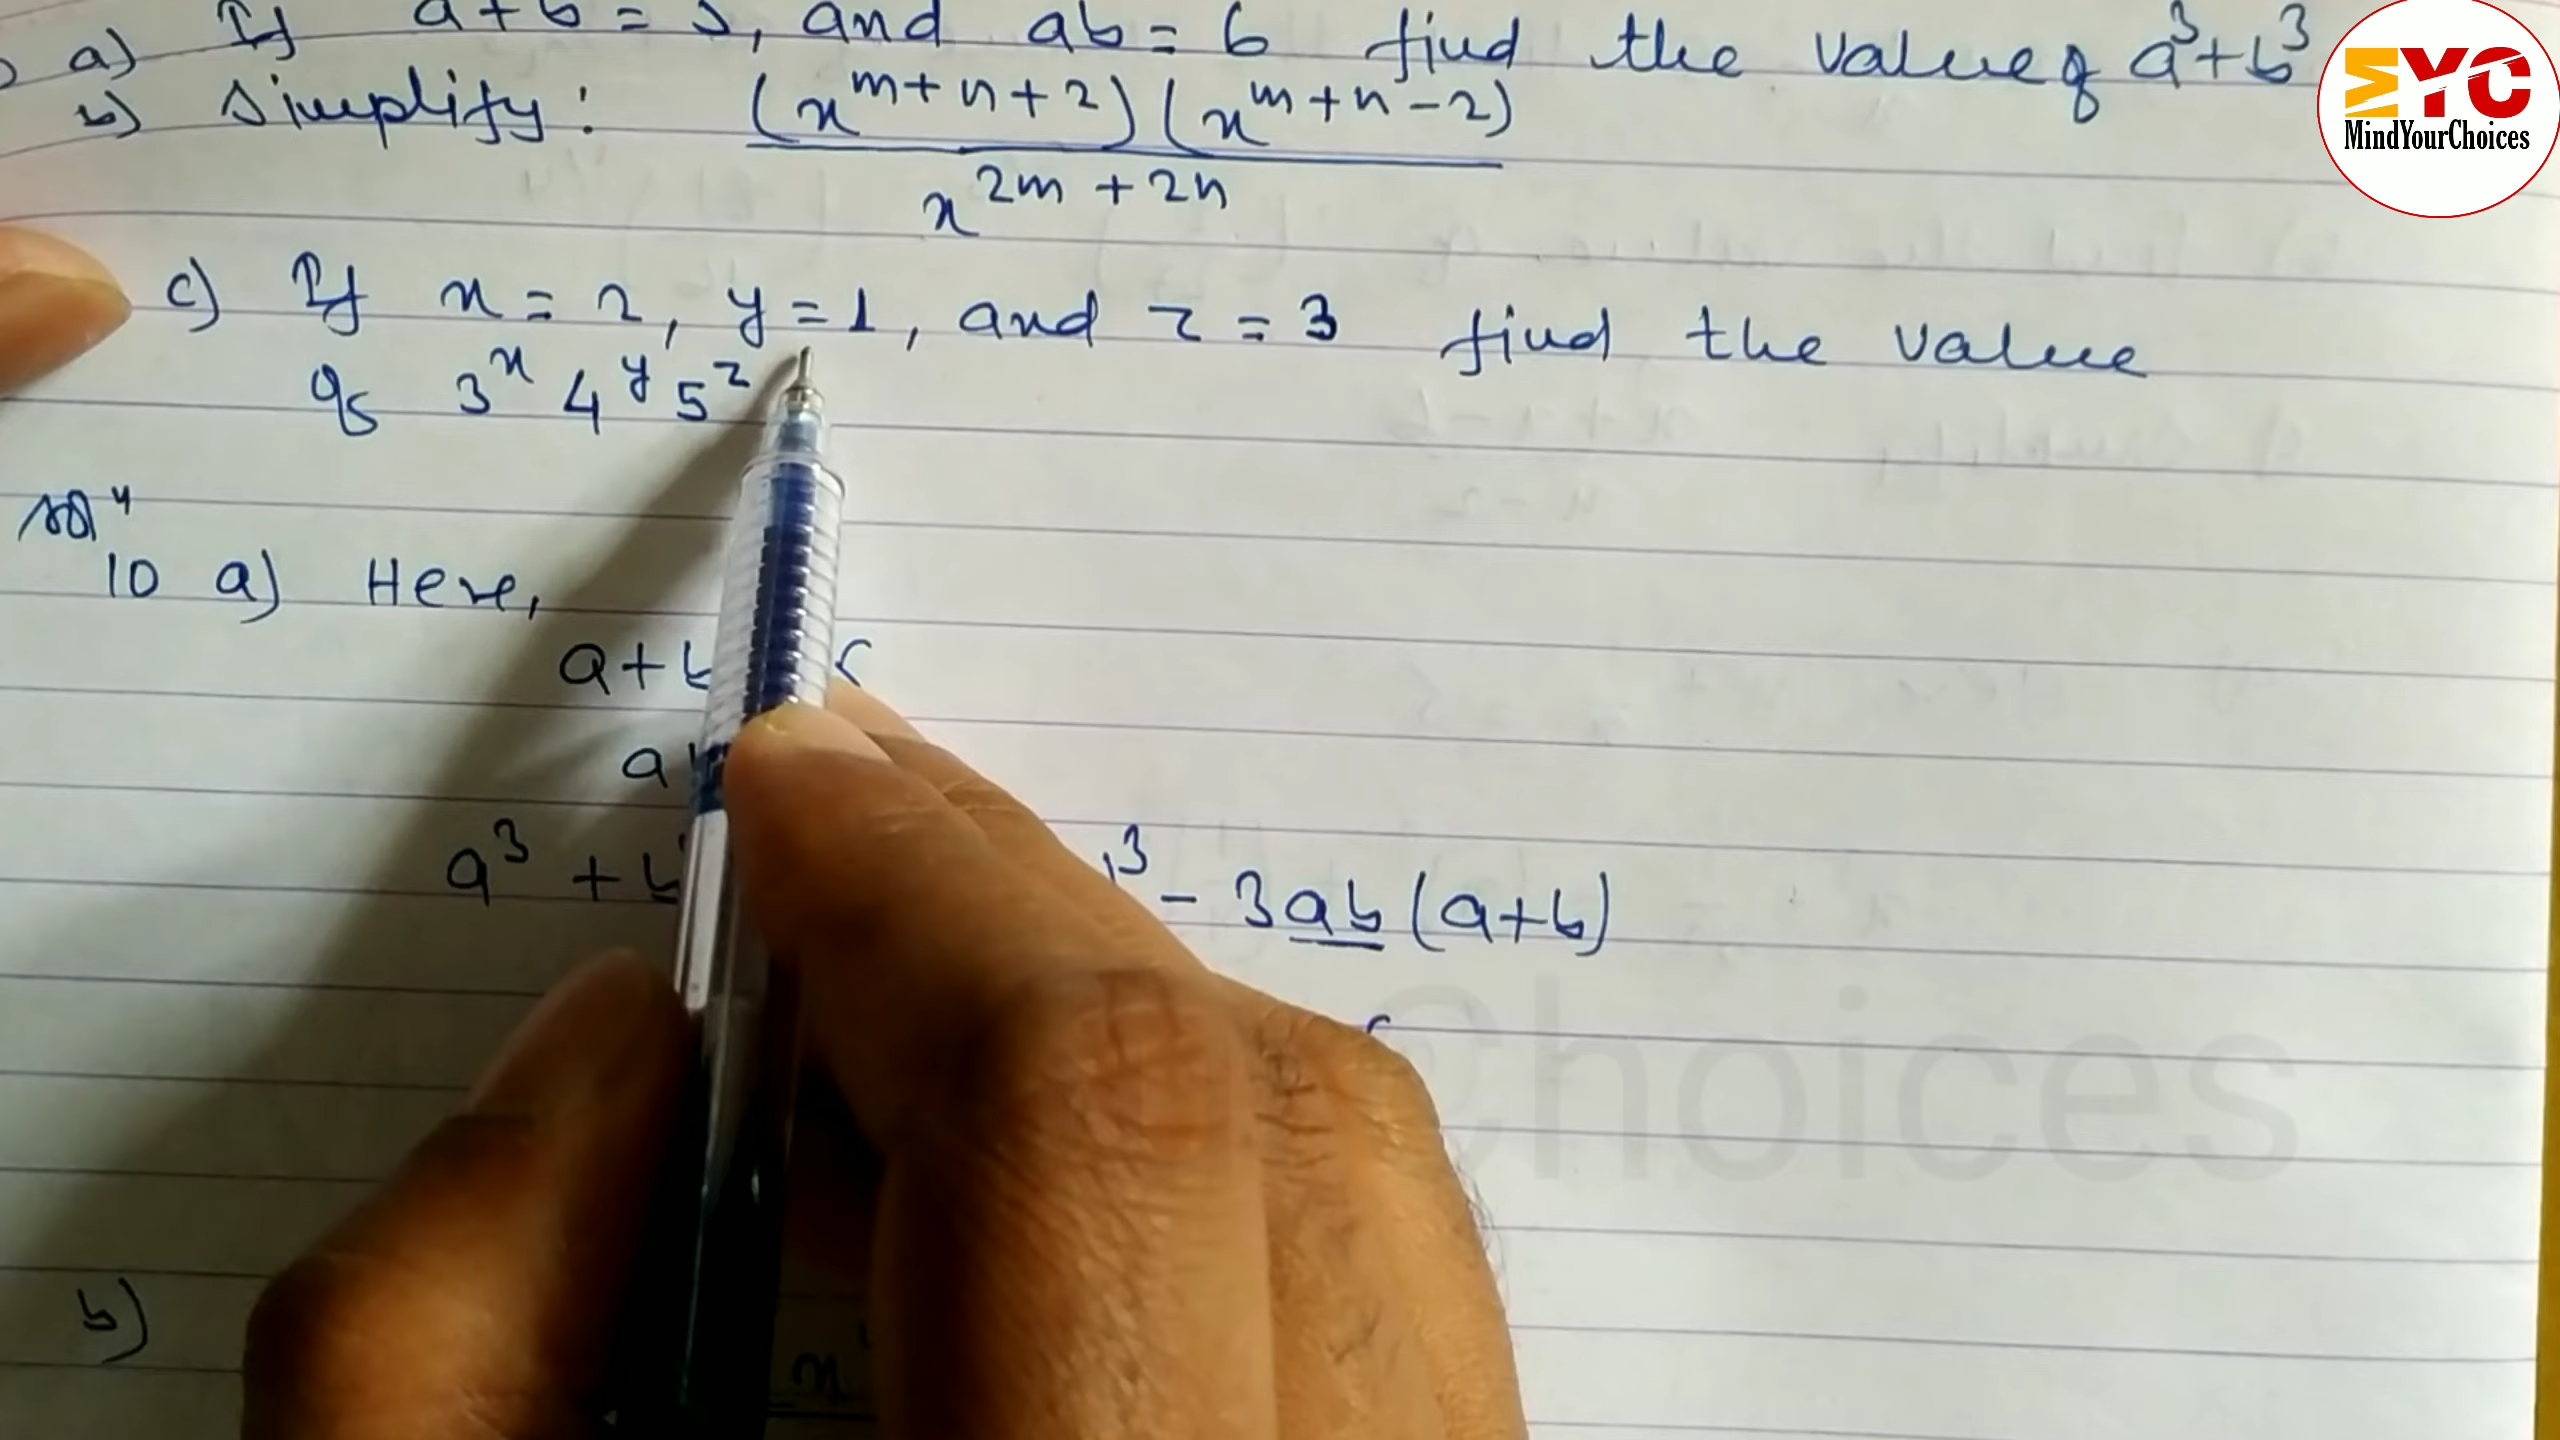 a) If a+b = 5, and ab = 6 find the value of a³+b³
b) Simplify: (x^{m+n+2})(x^{m+n-2})
x^{2m+2n}
c) If x = 2, y = 1, and z = 3 find the value
of 3^x 4^y 5^z
10 a) Here,
a+b
a
a³ + b ³ - 3ab(a+b)
b)
x
MYC
MindYourChoices
Choices